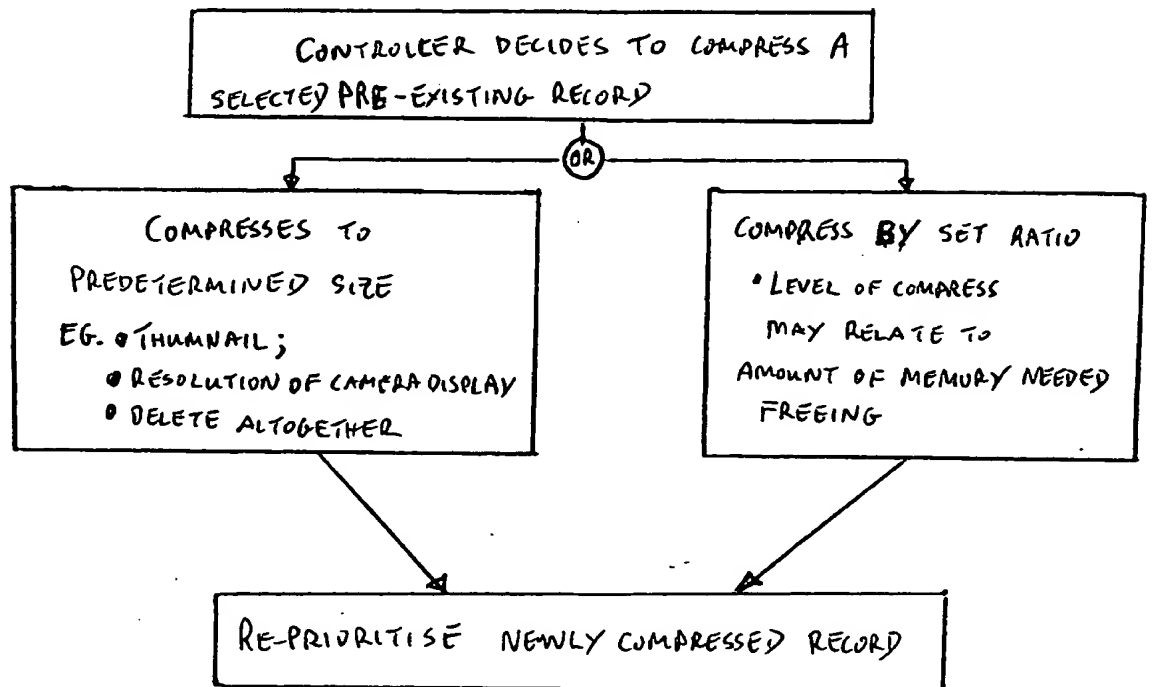 CONTROLLER DECIDES TO COMPRESS A
SELECTED PRE-EXISTING RECORD
OR
COMPRESSES TO
PREDETERMINED SIZE
EG. • THUMNAIL;
• RESOLUTION OF CAMERA DISPLAY
• DELETE ALTOGETHER
COMPRESS BY SET RATIO
• LEVEL OF COMPRESS
MAY RELATE TO
AMOUNT OF MEMORY NEEDED
FREEING
RE-PRIORITISE NEWLY COMPRESSED RECORD